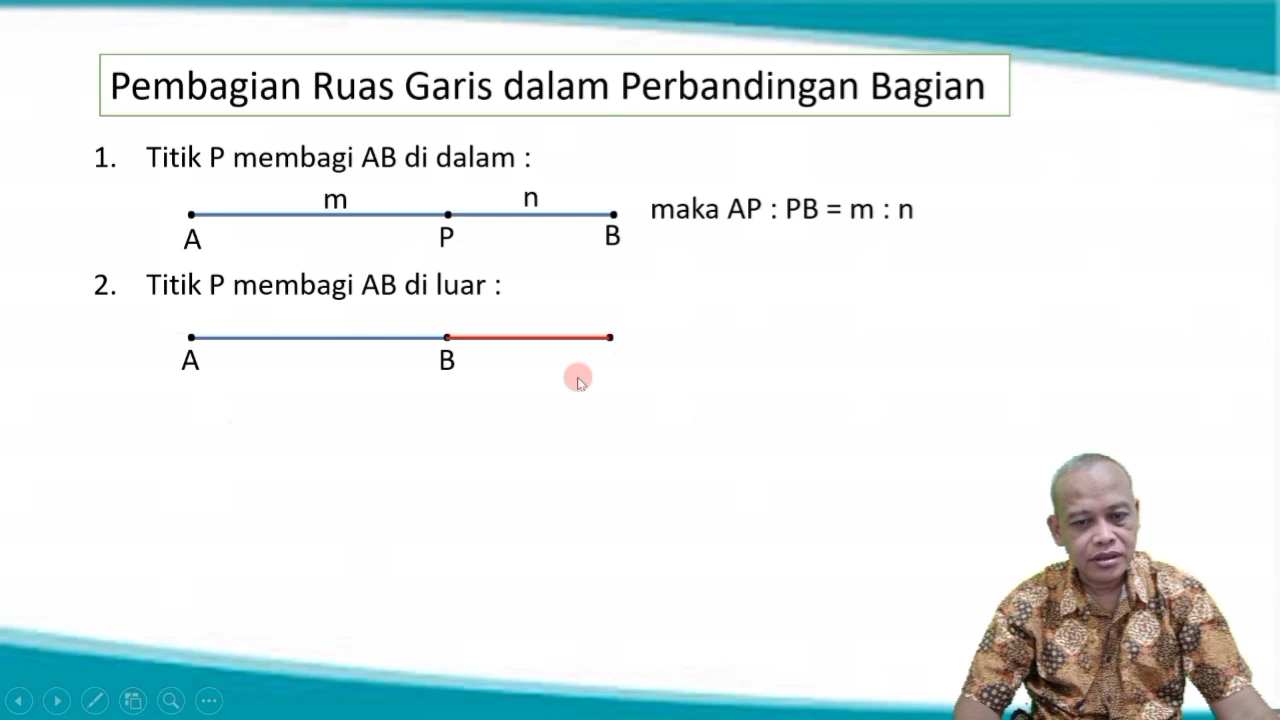 Pembagian Ruas Garis dalam Perbandingan Bagian
1. Titik P membagi AB di dalam :
m n
maka AP : PB = m : n
A P B
2. Titik P membagi AB di luar :
A B